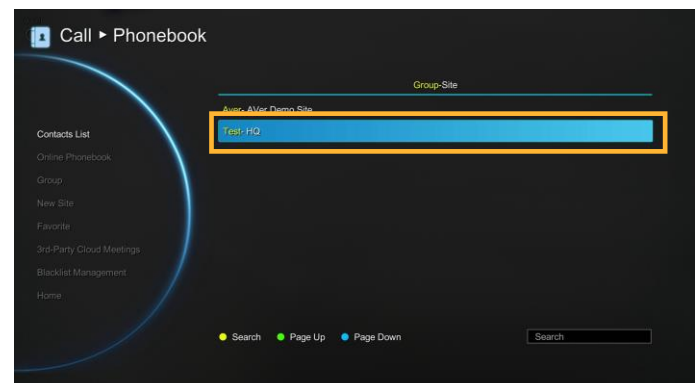 Call ▸ Phonebook
Group-Site
Aver- AVer Demo Site
Test- HQ
Contacts List
Online Phonebook
Group
New Site
Favorite
3rd-Party Cloud Meetings
Blacklist Management
Home
Search Page Up Page Down Search